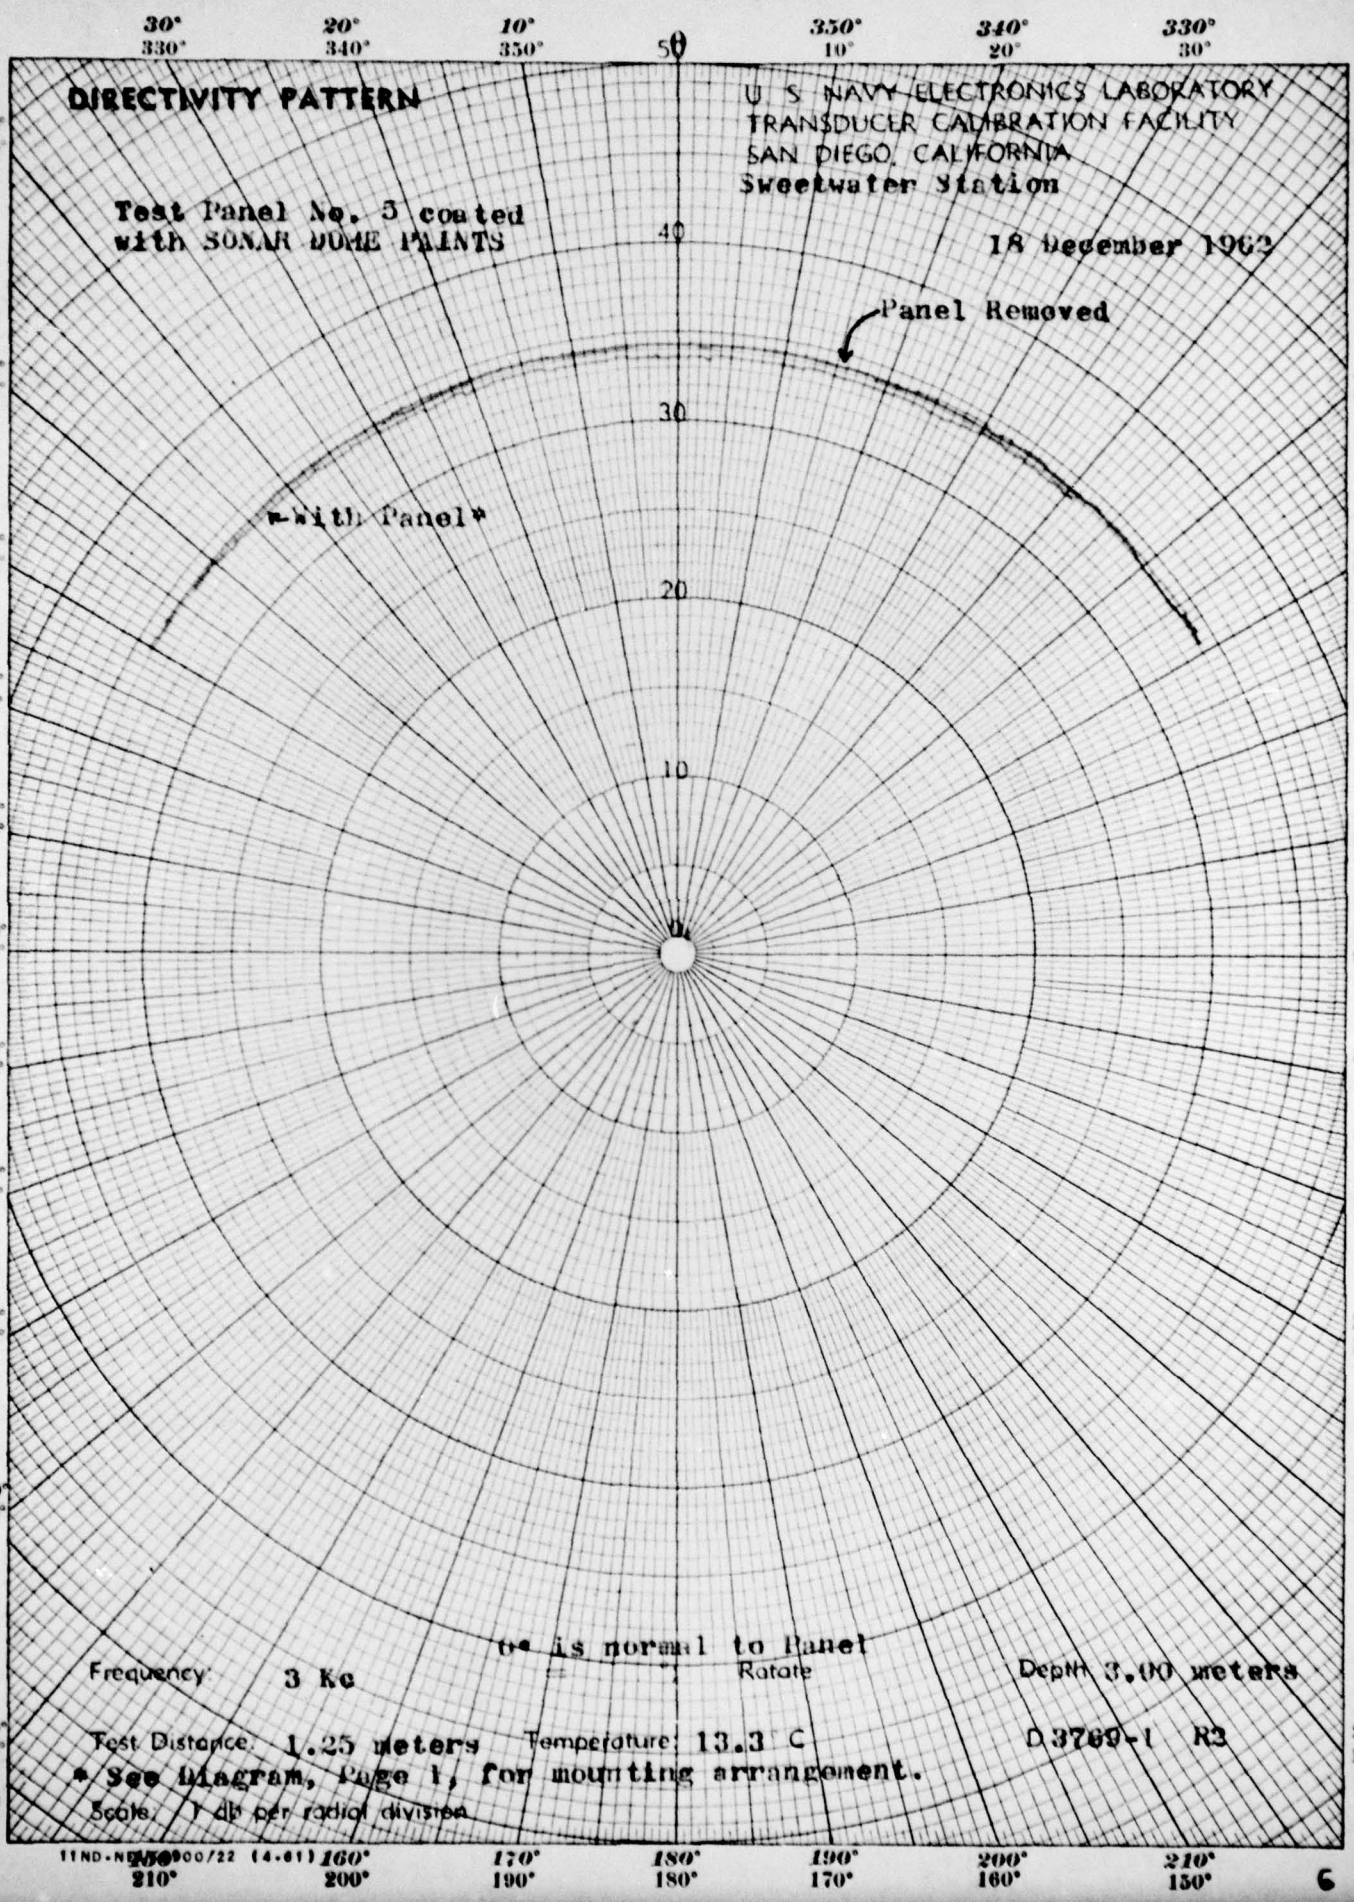 30° 20° 10° 350° 340° 330°
330° 340° 350° 50 10° 20° 30°
DIRECTIVITY PATTERN
U S NAVY ELECTRONICS LABORATORY
TRANSDUCER CALIBRATION FACILITY
SAN DIEGO, CALIFORNIA
Sweetwater Station
Test Panel No. 5 coated
with SONAR DOME PAINTS
40
18 December 1962
Panel Removed
30
With Panel*
20
10
0
0° is normal to Panel
Frequency: 3 Kc Rotate Depth 3.00 meters
Test Distance: 1.25 meters Temperature: 13.3 C D3769-1 R3
* See Diagram, Page 1, for mounting arrangement.
Scale: 1 db per radial division
160° 170° 180° 190° 200° 210°
210° 200° 190° 180° 170° 160° 150°
6